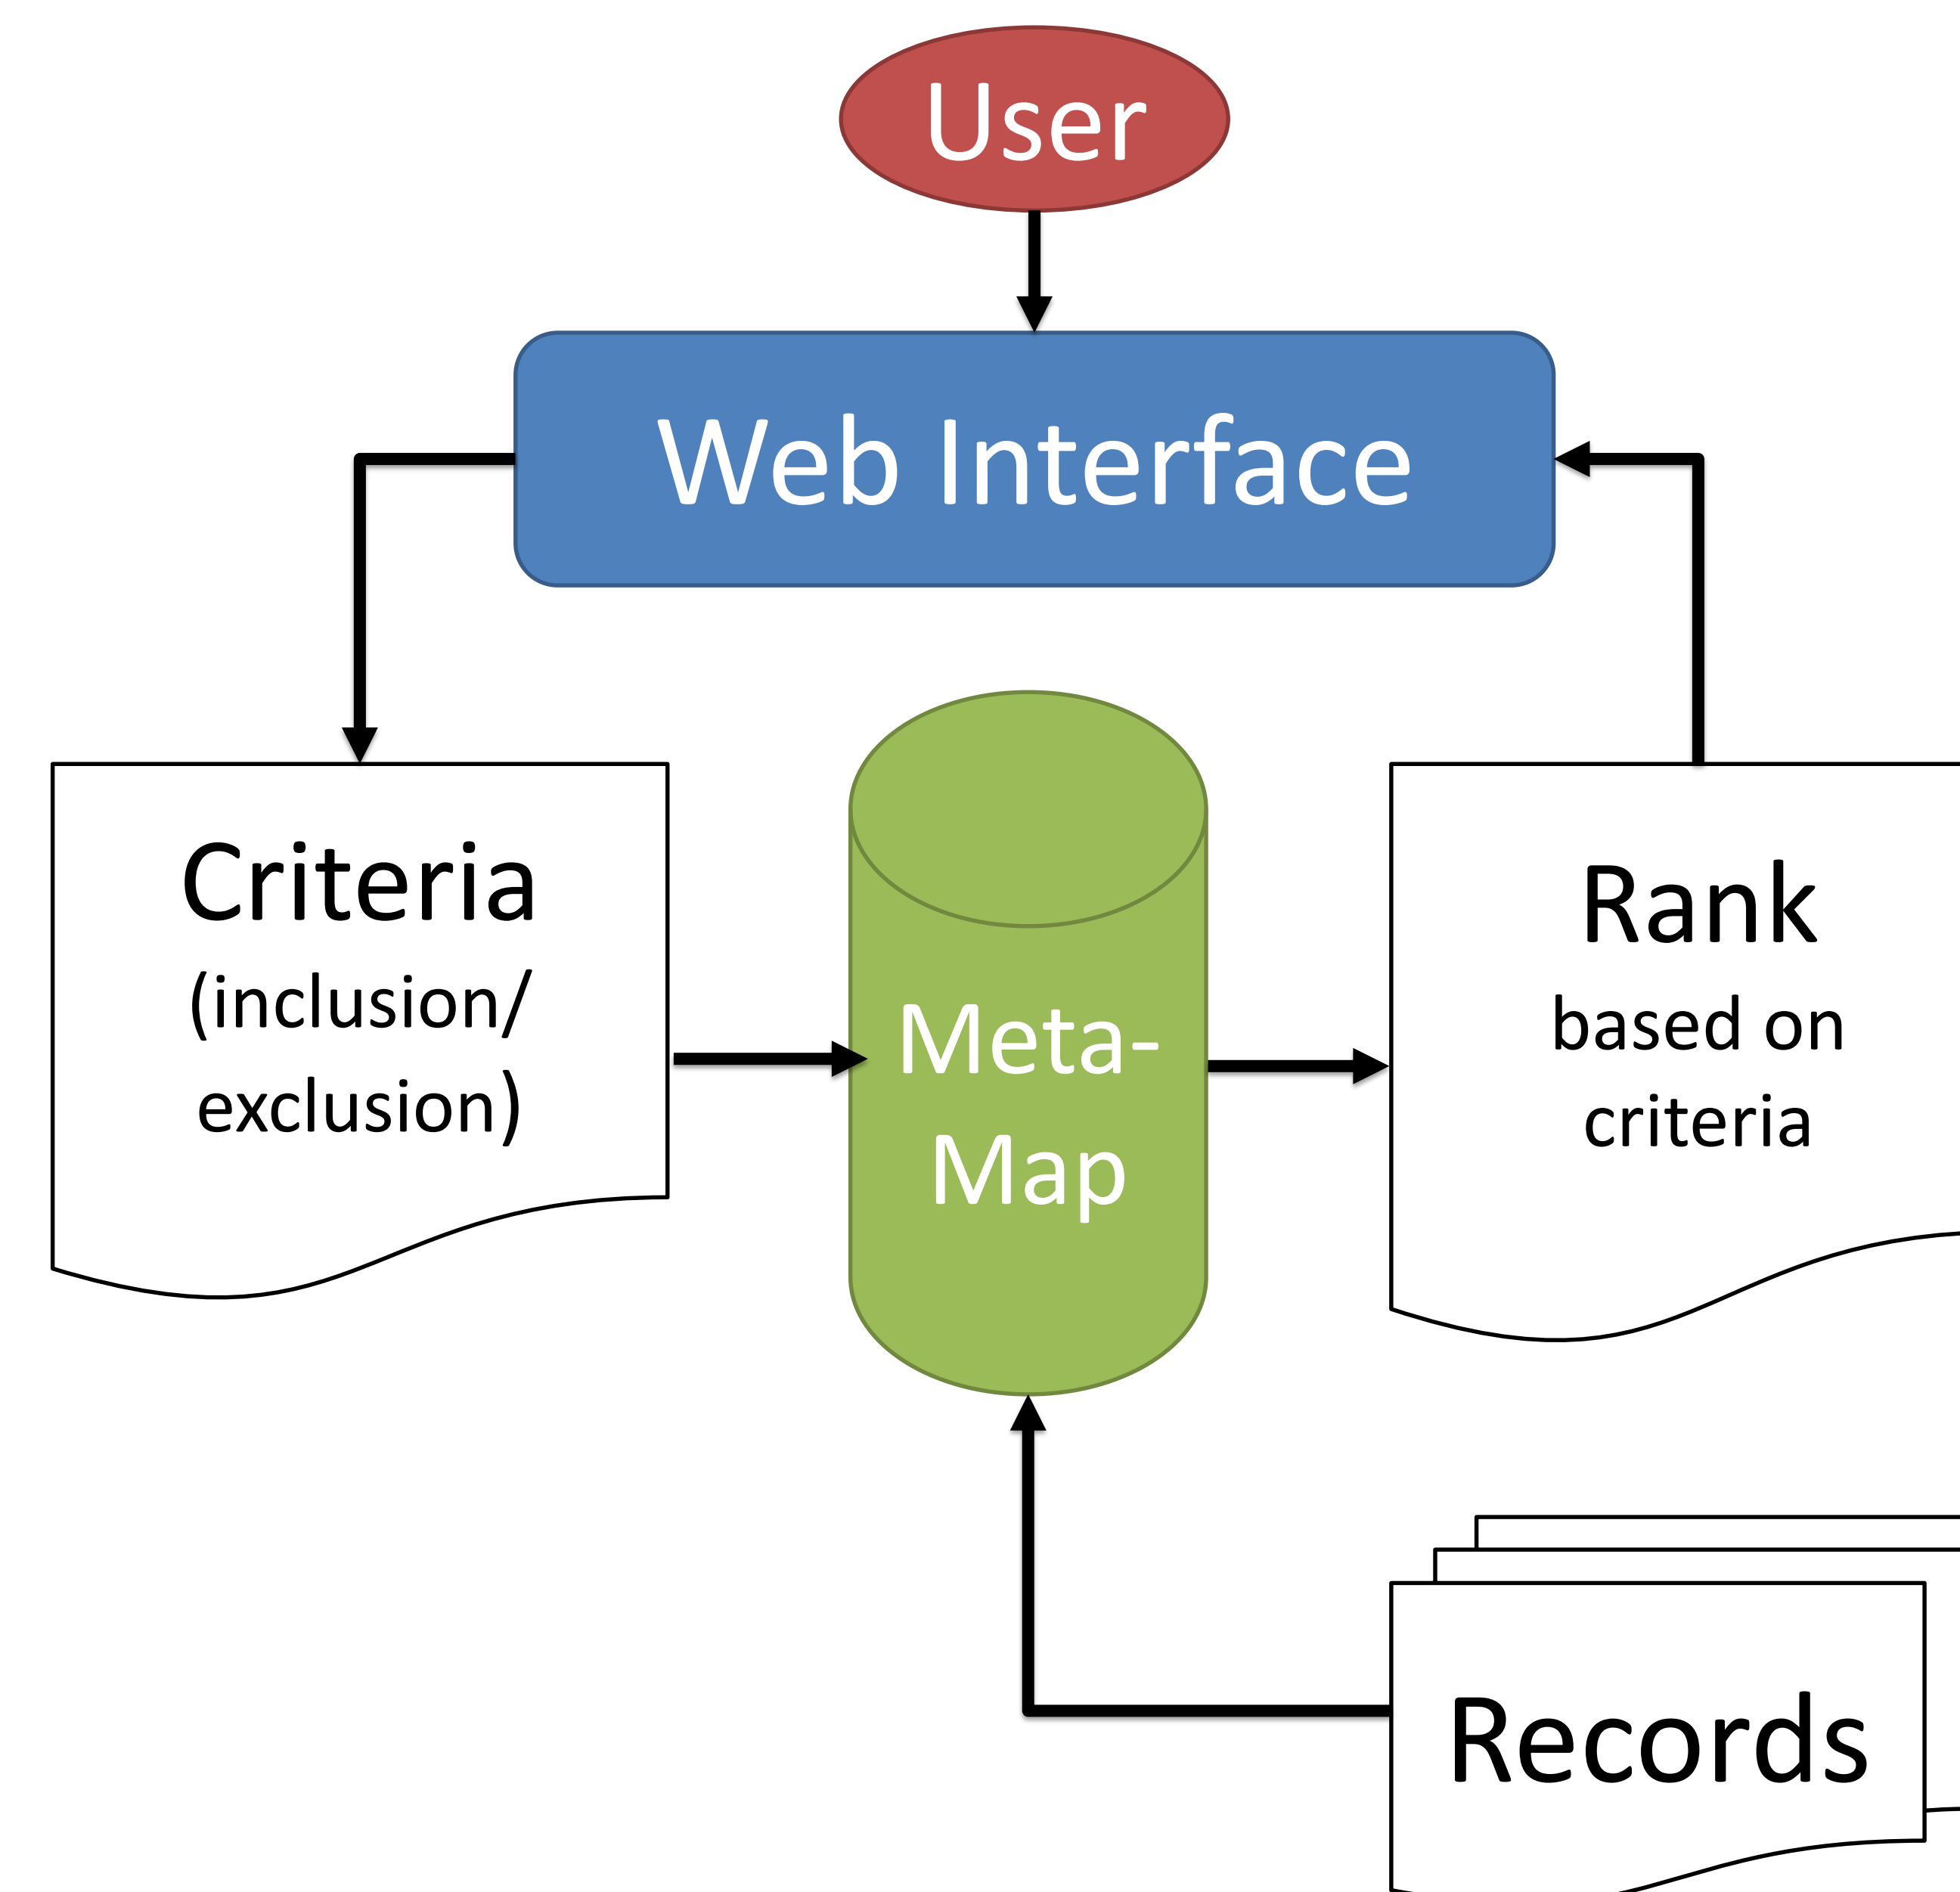 User
Web Interface
Criteria
(inclusion/
exclusion)
Meta-
Map
Rank
based on
criteria
Records